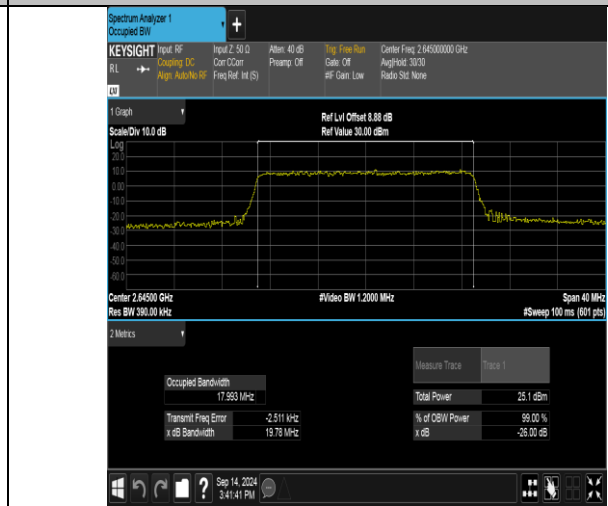 Spectrum Analyzer 1
Occupied BW
+
KEYSIGHT Input: RF Input Z: 50 Ω Atten: 40 dB Trig: Free Run Center Freq: 2.645000000 GHz
RL Coupling: DC Corr CCorr Preamp: Off Gate: Off Avg|Hold: 30/30
Align: Auto/No RF Freq Ref: Int (S) #IF Gain: Low Radio Std: None
LXI
1 Graph Ref Lvl Offset 8.88 dB
Scale/Div 10.0 dB Ref Value 30.00 dBm
Log
20.0
10.0
0.00
-10.0
-20.0
-30.0
-40.0
-50.0
-60.0
Center 2.64500 GHz #Video BW 1.2000 MHz Span 40 MHz
Res BW 390.00 kHz #Sweep 100 ms (601 pts)
2 Metrics
Measure Trace Trace 1
Occupied Bandwidth
17.993 MHz Total Power 25.1 dBm
Transmit Freq Error -2.511 kHz % of OBW Power 99.00 %
x dB Bandwidth 19.78 MHz x dB -26.00 dB
? Sep 14, 2024
3:41:41 PM